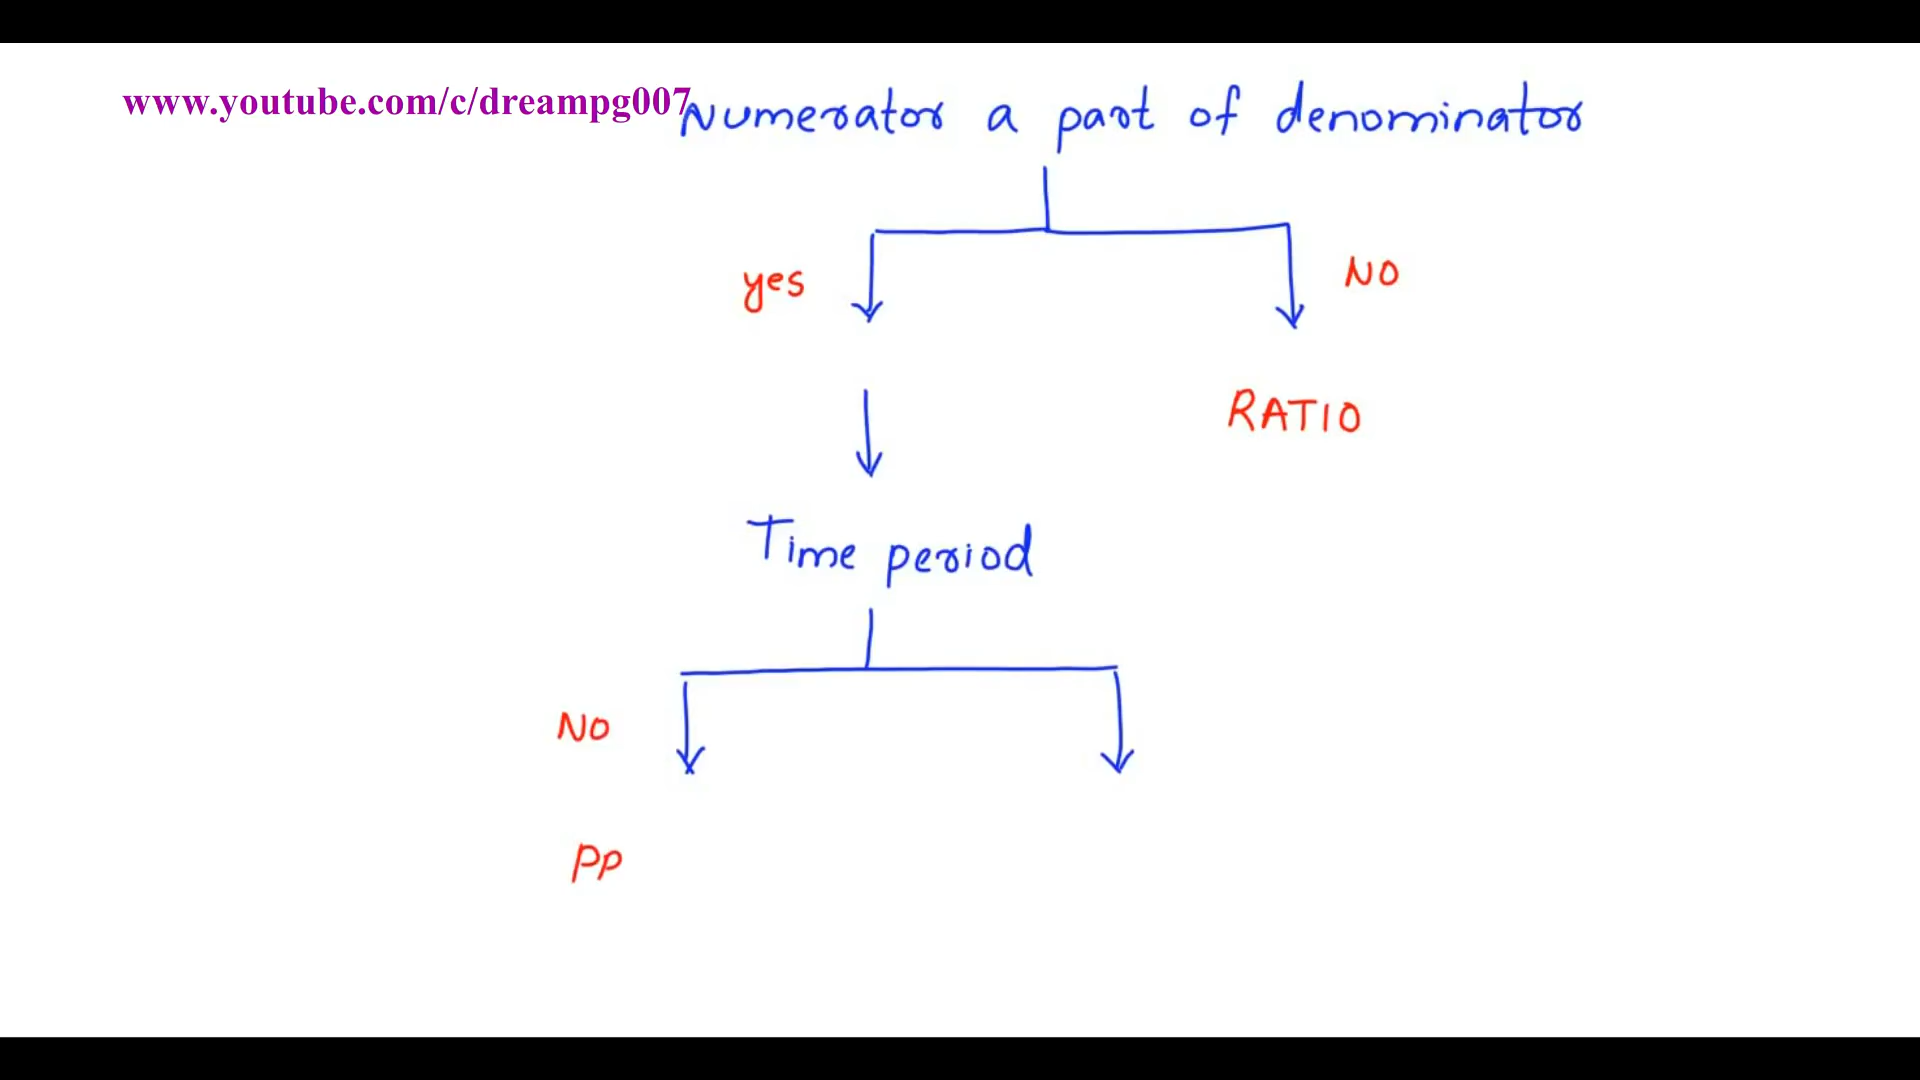 www.youtube.com/c/dreampg007
Numerator a part of denominator
yes
NO
RATIO
Time period
NO
PP